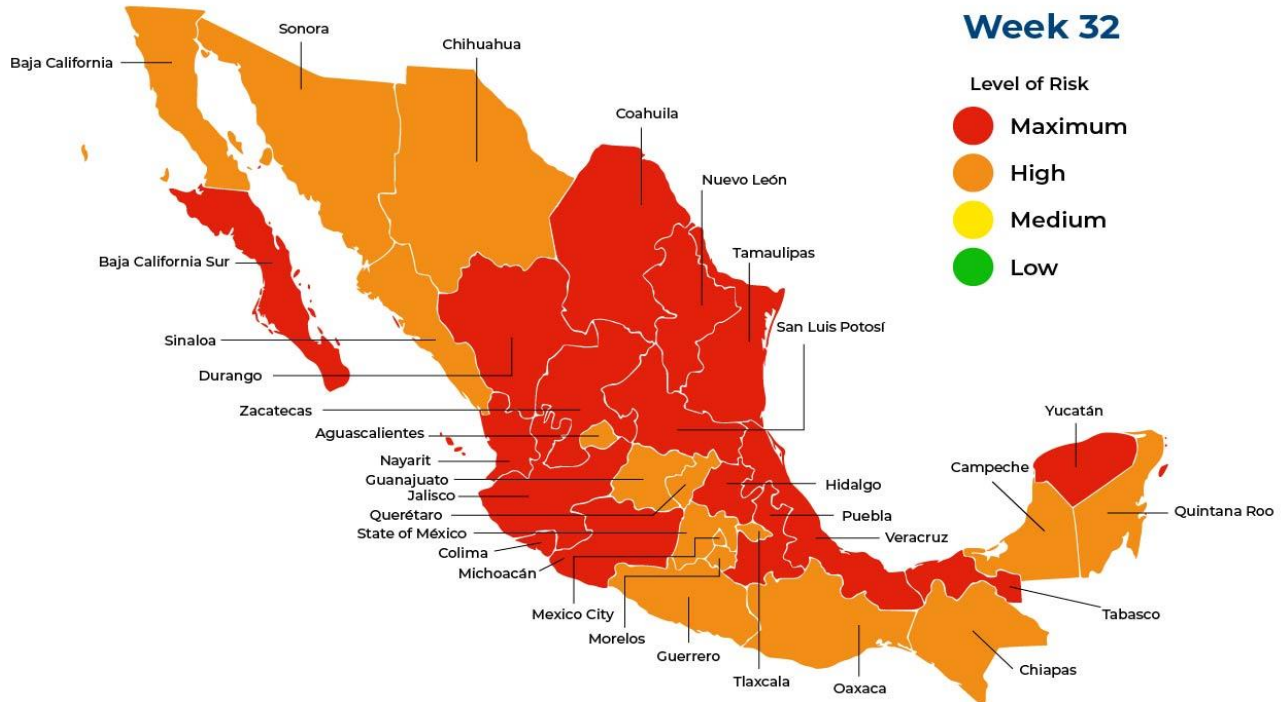 Week 32
Level of Risk
Maximum
High
Medium
Low
Sonora
Chihuahua
Baja California
Coahuila
Nuevo León
Tamaulipas
Baja California Sur
San Luis Potosí
Sinaloa
Durango
Zacatecas
Aguascalientes
Nayarit
Guanajuato
Jalisco
Querétaro
State of México
Colima
Michoacán
Mexico City
Morelos
Guerrero
Tlaxcala
Oaxaca
Hidalgo
Puebla
Veracruz
Yucatán
Campeche
Quintana Roo
Tabasco
Chiapas